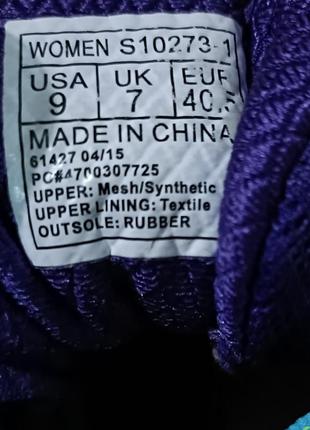 WOMEN S10273-1
USA UK EUR
9 7 40.5
MADE IN CHINA
61427 04/15
PC#4700307725
UPPER: Mesh/Synthetic
UPPER LINING: Textile
OUTSOLE: RUBBER